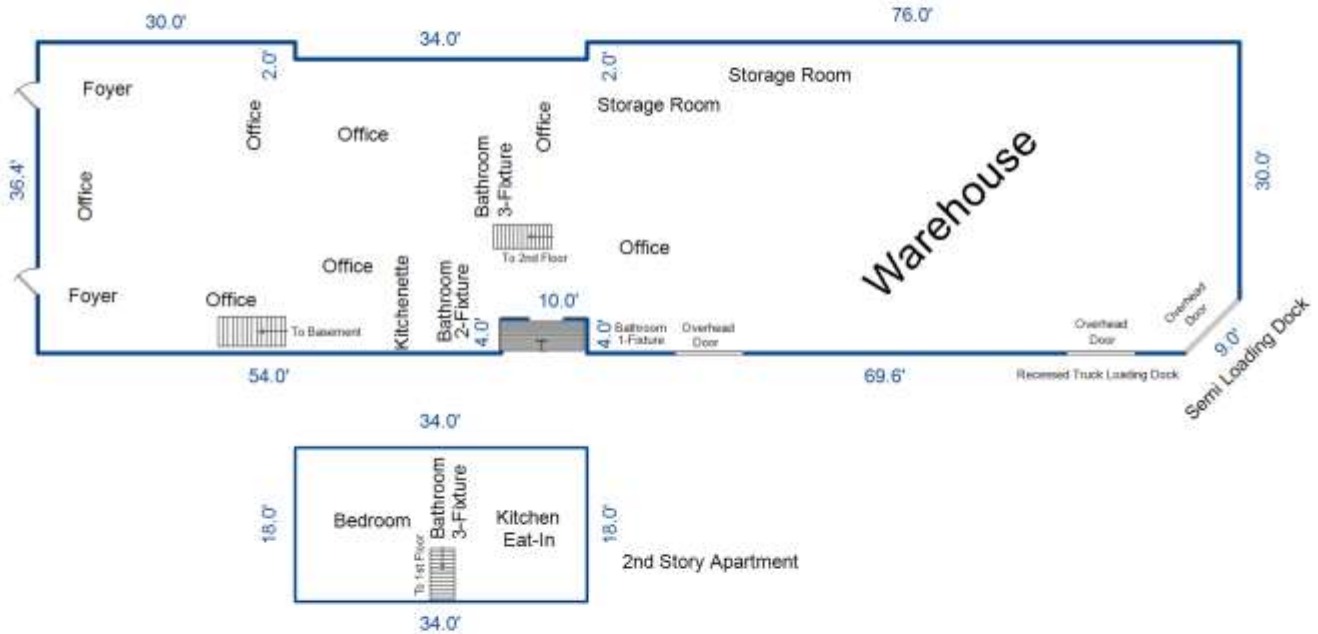 30.0'
34.0'
76.0'
2.0'
2.0'
Foyer
Storage Room
Storage Room
Office
Office
Office
Bathroom
3-Fixture
36.4'
Office
30.0'
Warehouse
To 2nd Floor
Office
Office
Kitchenette
Bathroom
2-Fixture
Foyer
Office
To Basement
10.0'
4.0'
4.0'
Bathroom
1-Fixture
Overhead
Door
Overhead
Door
Overhead
Door
9.0'
Semi Loading Dock
54.0'
69.6'
Recessed Truck Loading Dock
34.0'
18.0'
Bedroom
Bathroom
3-Fixture
Kitchen
Eat-In
To 1st Floor
18.0'
2nd Story Apartment
34.0'